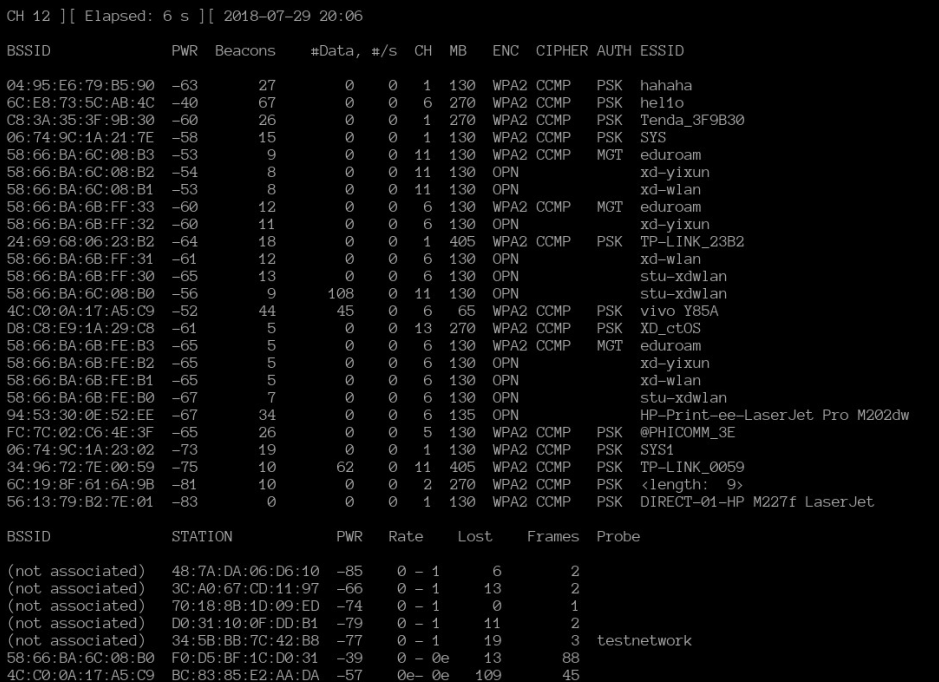 CH 12 ][ Elapsed: 6 s ][ 2018-07-29 20:06
BSSID PWR Beacons #Data, #/s CH MB ENC CIPHER AUTH ESSID
04:95:E6:79:B5:90 -63 27 0 0 1 130 WPA2 CCMP PSK hahaha
6C:E8:73:5C:AB:4C -40 67 0 0 6 270 WPA2 CCMP PSK hel1o
C8:3A:35:3F:9B:30 -60 26 0 0 1 270 WPA2 CCMP PSK Tenda_3F9B30
06:74:9C:1A:21:7E -58 15 0 0 1 130 WPA2 CCMP PSK SYS
58:66:BA:6C:08:B3 -53 9 0 0 11 130 WPA2 CCMP MGT eduroam
58:66:BA:6C:08:B2 -54 8 0 0 11 130 OPN xd-yixun
58:66:BA:6C:08:B1 -53 8 0 0 11 130 OPN xd-wlan
58:66:BA:6B:FF:33 -60 12 0 0 6 130 WPA2 CCMP MGT eduroam
58:66:BA:6B:FF:32 -60 11 0 0 6 130 OPN xd-yixun
24:69:68:06:23:B2 -64 18 0 0 1 405 WPA2 CCMP PSK TP-LINK_23B2
58:66:BA:6B:FF:31 -61 12 0 0 6 130 OPN xd-wlan
58:66:BA:6B:FF:30 -65 13 0 0 6 130 OPN stu-xdwlan
58:66:BA:6C:08:B0 -56 9 108 0 11 130 OPN stu-xdwlan
4C:C0:0A:17:A5:C9 -52 44 45 0 6 65 WPA2 CCMP PSK vivo Y85A
D8:C8:E9:1A:29:C8 -61 5 0 0 13 270 WPA2 CCMP PSK XD_ctOS
58:66:BA:6B:FE:B3 -65 5 0 0 6 130 WPA2 CCMP MGT eduroam
58:66:BA:6B:FE:B2 -65 5 0 0 6 130 OPN xd-yixun
58:66:BA:6B:FE:B1 -65 5 0 0 6 130 OPN xd-wlan
58:66:BA:6B:FE:B0 -67 7 0 0 6 130 OPN stu-xdwlan
94:53:30:0E:52:EE -67 34 0 0 6 135 OPN HP-Print-ee-LaserJet Pro M202dw
FC:7C:02:C6:4E:3F -65 26 0 0 5 130 WPA2 CCMP PSK @PHICOMM_3E
06:74:9C:1A:23:02 -73 19 0 0 1 130 WPA2 CCMP PSK SYS1
34:96:72:7E:00:59 -75 10 62 0 11 405 WPA2 CCMP PSK TP-LINK_0059
6C:19:8F:61:6A:9B -81 10 0 0 2 270 WPA2 CCMP PSK <length: 9>
56:13:79:B2:7E:01 -83 0 0 0 1 130 WPA2 CCMP PSK DIRECT-01-HP M227f LaserJet
BSSID STATION PWR Rate Lost Frames Probe
(not associated) 48:7A:DA:06:D6:10 -85 0 - 1 6 2
(not associated) 3C:A0:67:CD:11:97 -66 0 - 1 13 2
(not associated) 70:18:8B:1D:09:ED -74 0 - 1 0 1
(not associated) D0:31:10:0F:DD:B1 -79 0 - 1 11 2
(not associated) 34:5B:BB:7C:42:B8 -77 0 - 1 19 3 testnetwork
58:66:BA:6C:08:B0 F0:D5:BF:1C:D0:31 -39 0 - 0e 13 88
4C:C0:0A:17:A5:C9 BC:83:85:E2:AA:DA -57 0e- 0e 109 45